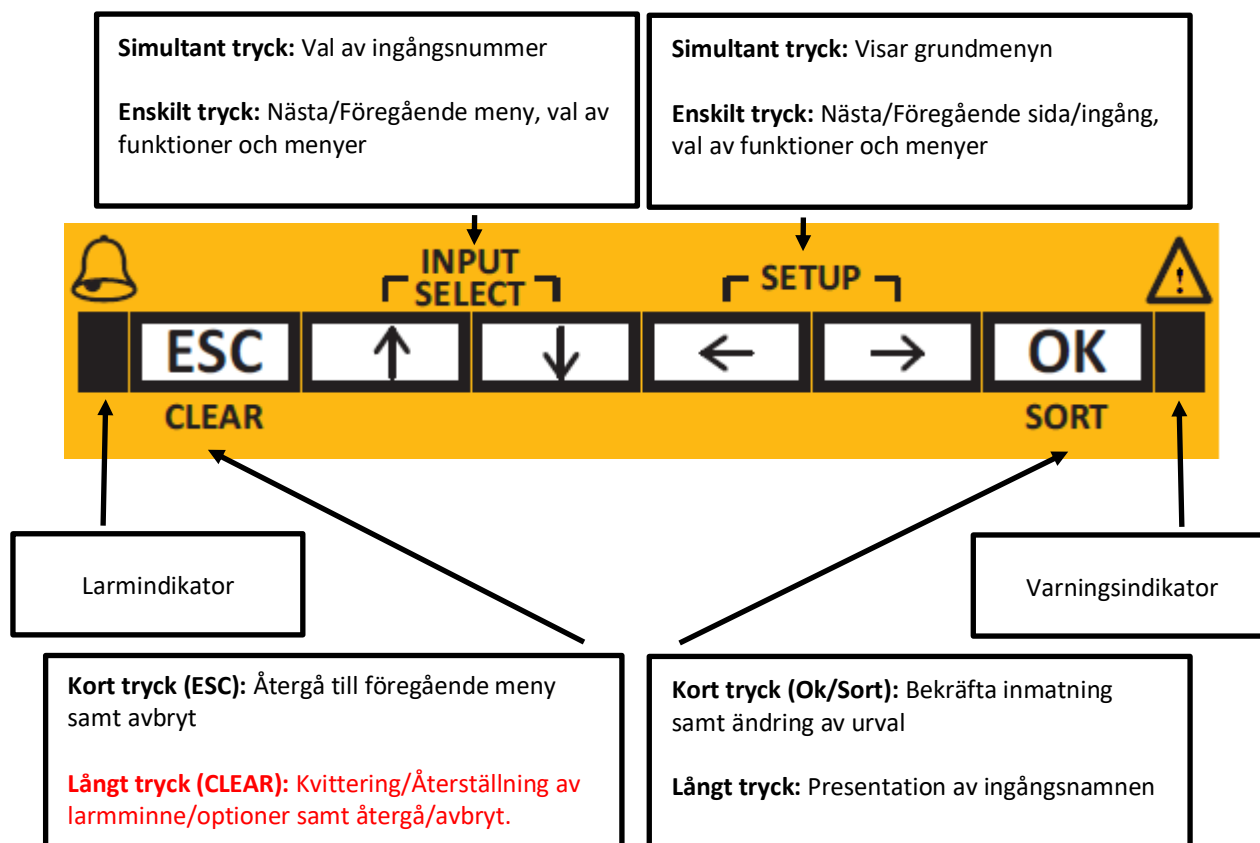 Simultant tryck: Val av ingångsnummer
Enskilt tryck: Nästa/Föregående meny, val av
funktioner och menyer
Simultant tryck: Visar grundmenyn
Enskilt tryck: Nästa/Föregående sida/ingång,
val av funktioner och menyer
INPUT
SELECT
SETUP
!
ESC
↑
↓
←
→
OK
CLEAR
SORT
Larmindikator
Varningsindikator
Kort tryck (ESC): Återgå till föregående meny
samt avbryt
Långt tryck (CLEAR): Kvittering/Återställning av
larmminne/optioner samt återgå/avbryt.
Kort tryck (Ok/Sort): Bekräfta inmatning
samt ändring av urval
Långt tryck: Presentation av ingångsnamnen